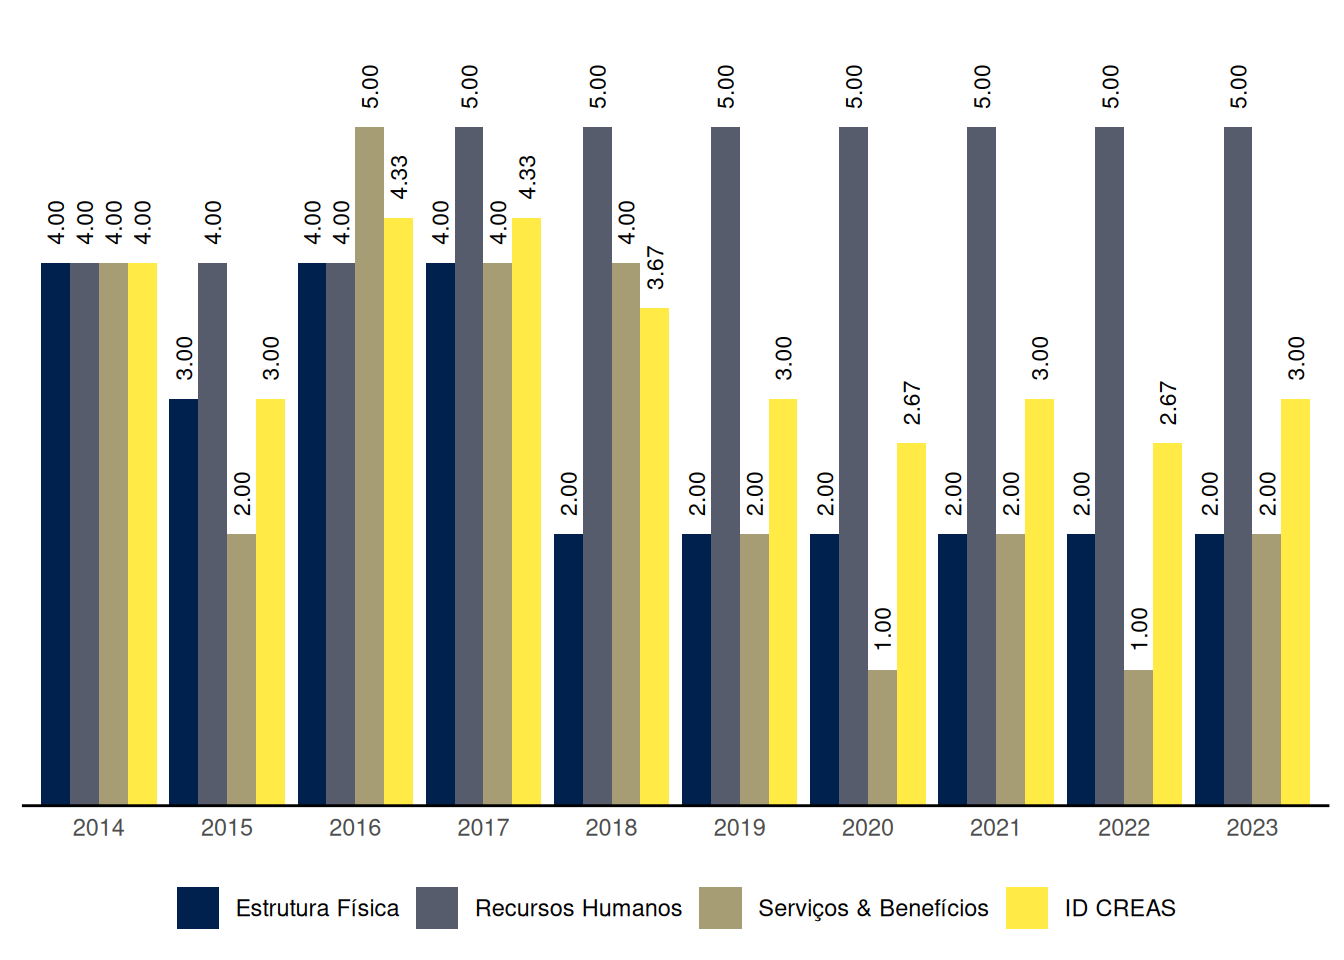 5.00 5.00 5.00 5.00 5.00 5.00 5.00 5.00
4.33 4.33
4.00 4.00 4.00 4.00 4.00 4.00 4.00 4.00 4.00 4.00
3.67
3.00 3.00 3.00 3.00 3.00
2.67 2.67
2.00 2.00 2.00 2.00 2.00 2.00 2.00 2.00 2.00 2.00
1.00 1.00
2014 2015 2016 2017 2018 2019 2020 2021 2022 2023
Estrutura Física Recursos Humanos Serviços & Benefícios ID CREAS